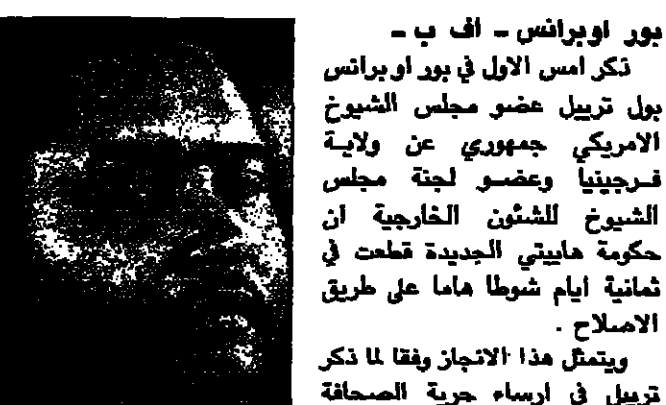 بور اوبرانس ـ اف ب ـ
ذكر امس الاول في بور اوبرانس
بول تريبل عضو مجلس الشيوخ
الامريكي جمهوري عن ولاية
فرجينيا وعضو لجنة مجلس
الشيوخ للشئون الخارجية ان
حكومة هاييتي الجديدة قطعت في
ثمانية ايام شوطا هاما على طريق
الاصلاح .
ويتمثل هذا الانجاز وفقا لما ذكر
تريبل في ارساء حرية الصحافة